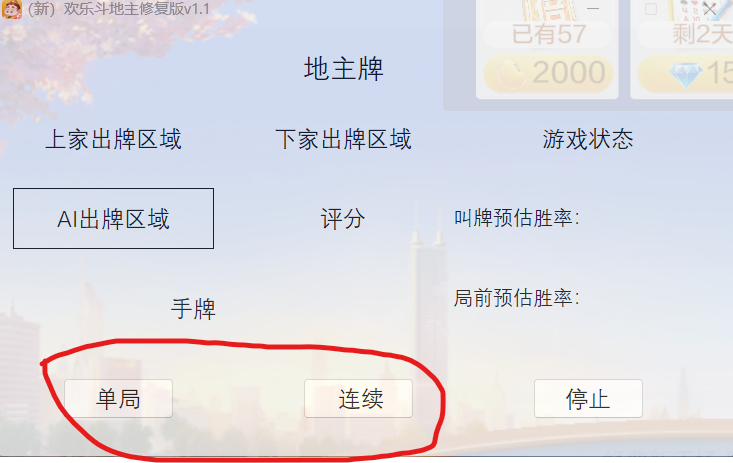 (新) 欢乐斗地主修复版v1.1
已有57
剩2天
2000
15
地主牌
上家出牌区域
下家出牌区域
游戏状态
AI出牌区域
评分
叫牌预估胜率:
手牌
局前预估胜率:
单局
连续
停止